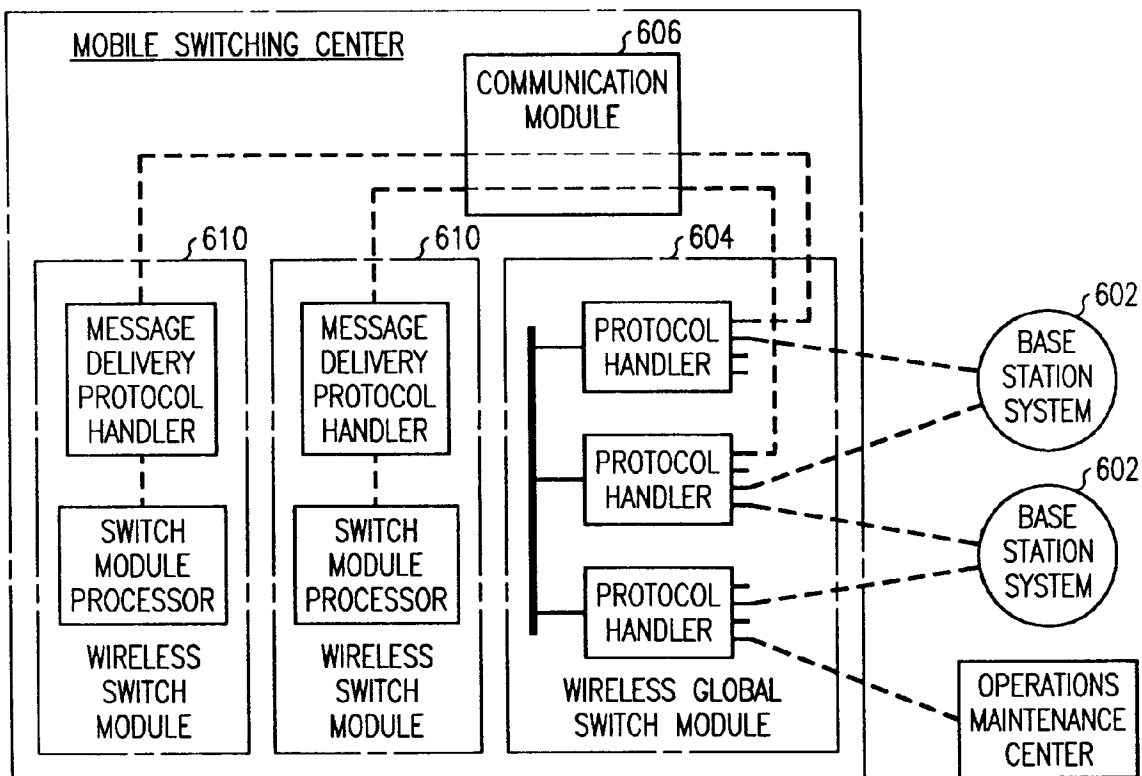 MOBILE SWITCHING CENTER
606
COMMUNICATION
MODULE
610
610
604
MESSAGE
DELIVERY
PROTOCOL
HANDLER
SWITCH
MODULE
PROCESSOR
WIRELESS
SWITCH
MODULE
MESSAGE
DELIVERY
PROTOCOL
HANDLER
SWITCH
MODULE
PROCESSOR
WIRELESS
SWITCH
MODULE
PROTOCOL
HANDLER
PROTOCOL
HANDLER
PROTOCOL
HANDLER
WIRELESS GLOBAL
SWITCH MODULE
602
BASE
STATION
SYSTEM
602
BASE
STATION
SYSTEM
OPERATIONS
MAINTENANCE
CENTER